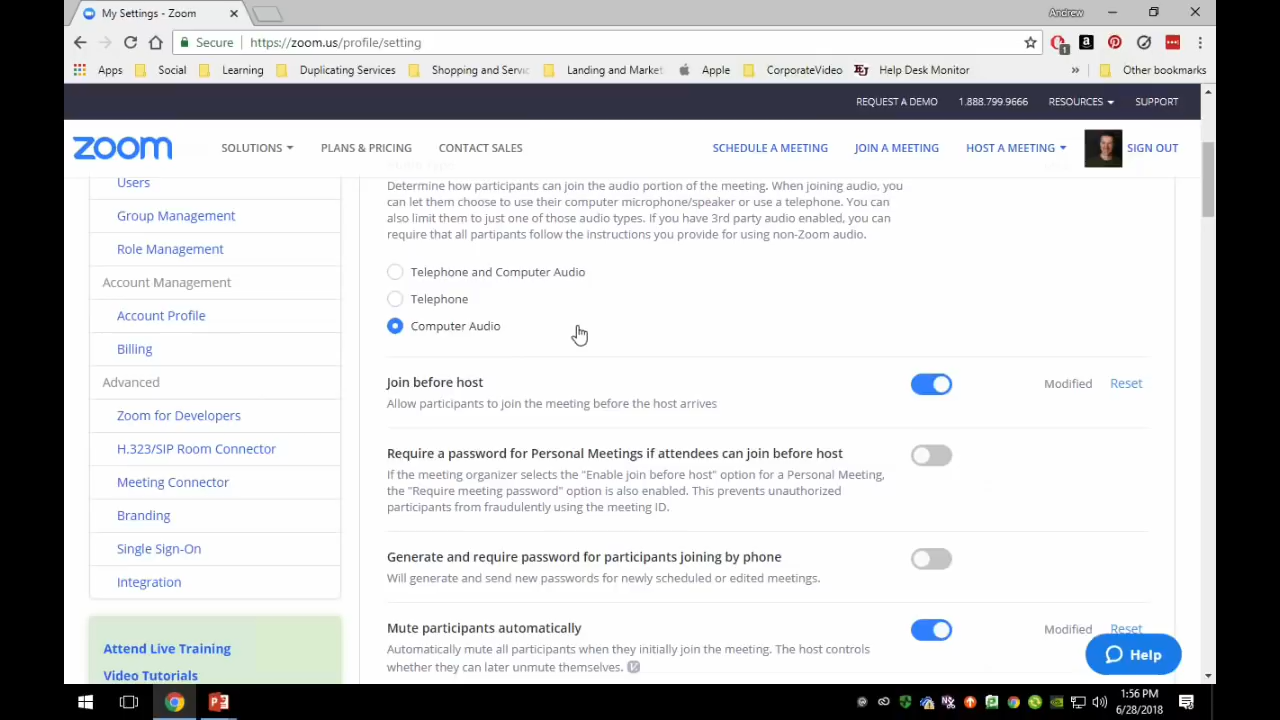 My Settings - Zoom
Andrew
Secure
https://zoom.us/profile/setting
1
Apps
Social
Learning
Duplicating Services
Shopping and Servic
Landing and Market
Apple
CorporateVideo
Help Desk Monitor
»
Other bookmarks
REQUEST A DEMO
1.888.799.9666
RESOURCES
SUPPORT
zoom
SOLUTIONS
PLANS & PRICING
CONTACT SALES
SCHEDULE A MEETING
JOIN A MEETING
HOST A MEETING
SIGN OUT
Users
Group Management
Role Management
Account Management
Account Profile
Billing
Advanced
Zoom for Developers
H.323/SIP Room Connector
Meeting Connector
Branding
Single Sign-On
Integration
Attend Live Training
Video Tutorials
Determine how participants can join the audio portion of the meeting. When joining audio, you
can let them choose to use their computer microphone/speaker or use a telephone. You can
also limit them to just one of those audio types. If you have 3rd party audio enabled, you can
require that all partipants follow the instructions you provide for using non-Zoom audio.
Telephone and Computer Audio
Telephone
Computer Audio
Join before host
Modified
Reset
Allow participants to join the meeting before the host arrives
Require a password for Personal Meetings if attendees can join before host
If the meeting organizer selects the "Enable join before host" option for a Personal Meeting,
the "Require meeting password" option is also enabled. This prevents unauthorized
participants from fraudulently using the meeting ID.
Generate and require password for participants joining by phone
Will generate and send new passwords for newly scheduled or edited meetings.
Mute participants automatically
Modified
Reset
Automatically mute all participants when they initially join the meeting. The host controls
whether they can later unmute themselves.
Help
1:56 PM
6/28/2018